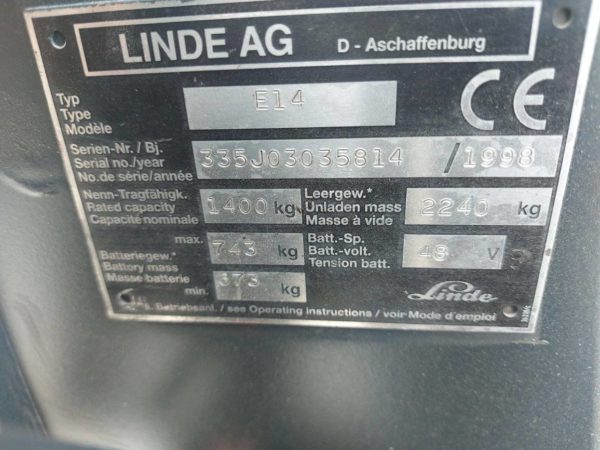 LINDE AG D - Aschaffenburg
Typ
Type
Modèle
E14
CE
Serien-Nr. / Bj.
Serial no./year
No. de série/année
335J03035814 / 1998
Nenn-Tragfähigk.
Rated capacity
Capacité nominale
1400 kg
Leergew.*
Unladen mass
Masse à vide
2240 kg
Batteriegew.*
Battery mass
Masse batterie
max. 743 kg
min. 373 kg
Batt.-Sp.
Batt.-volt.
Tension batt.
48 V
Linde
s. Betriebsanl. / see Operating instructions / voir Mode d'emploi